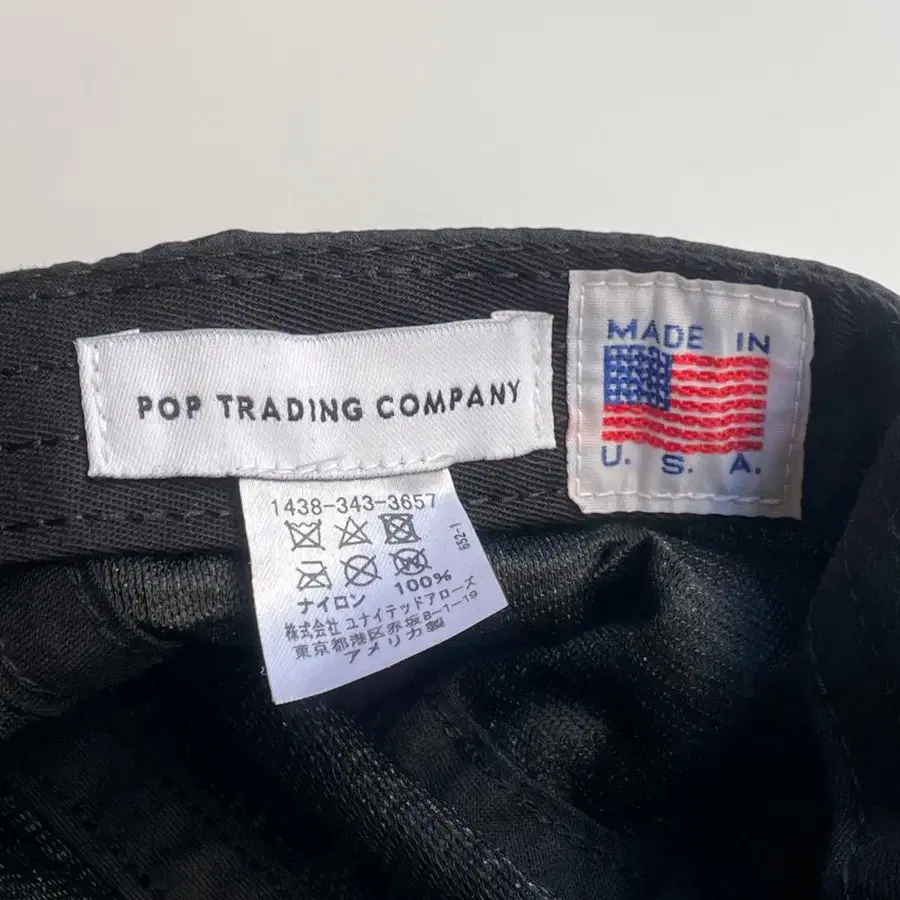 POP TRADING COMPANY
MADE IN
U. S. A.
1438-343-3657
652-1
ナイロン 100%
株式会社 ユナイテッドアローズ
東京都港区赤坂8-1-19
アメリカ製